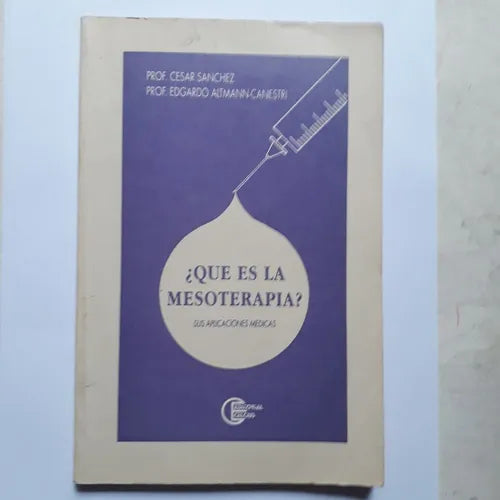 PROF. CESAR SANCHEZ
PROF. EDGARDO ALTMANN-CANESTRI
¿QUE ES LA
MESOTERAPIA?
SUS APLICACIONES MEDICAS